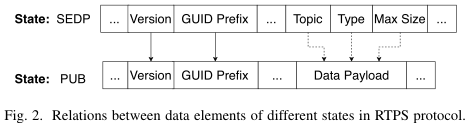 State: SEDP ... Version GUID Prefix ... Topic Type Max Size ...
State: PUB ... Version GUID Prefix ... Data Payload ...
Fig. 2. Relations between data elements of different states in RTPS protocol.